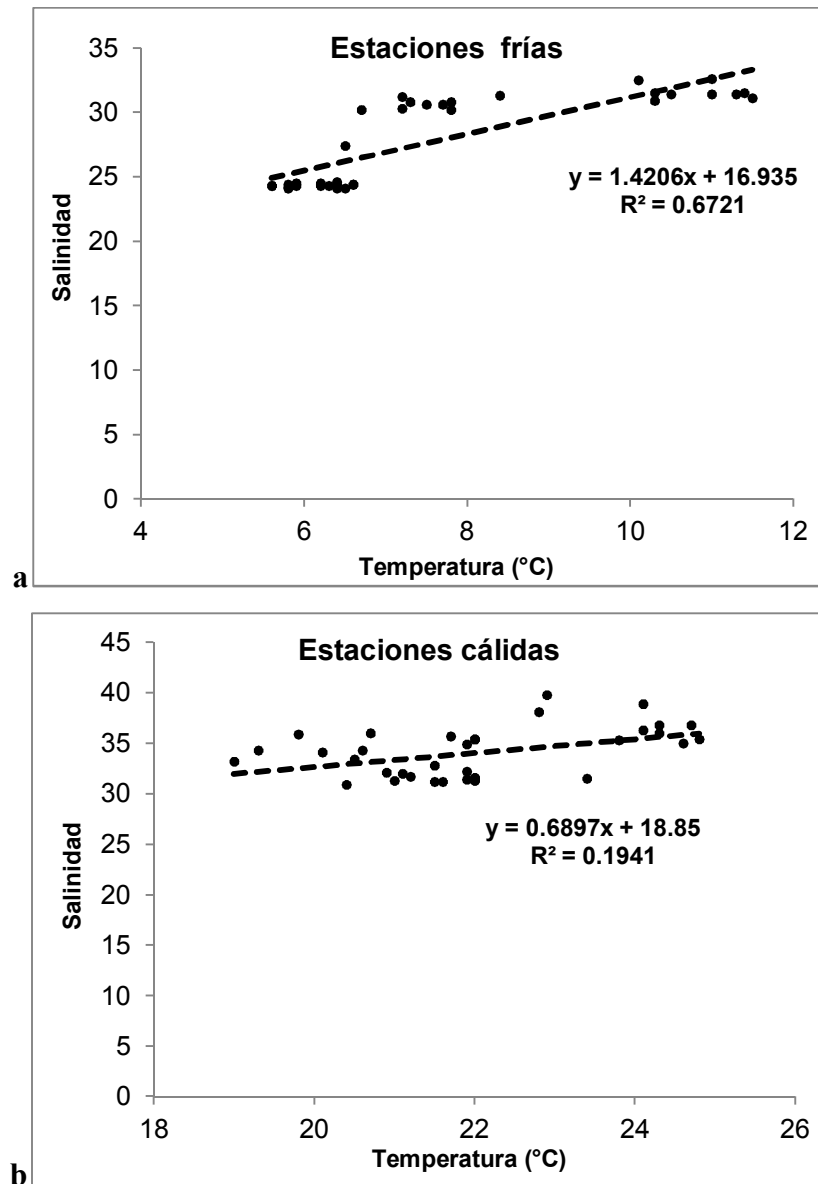 Estaciones frías
35
30
25
20
15
10
5
0
Salinidad
y = 1.4206x + 16.935
R² = 0.6721
4 6 8 10 12
Temperatura (°C)
a
Estaciones cálidas
45
40
35
30
25
20
15
10
5
0
Salinidad
y = 0.6897x + 18.85
R² = 0.1941
18 20 22 24 26
Temperatura (°C)
b